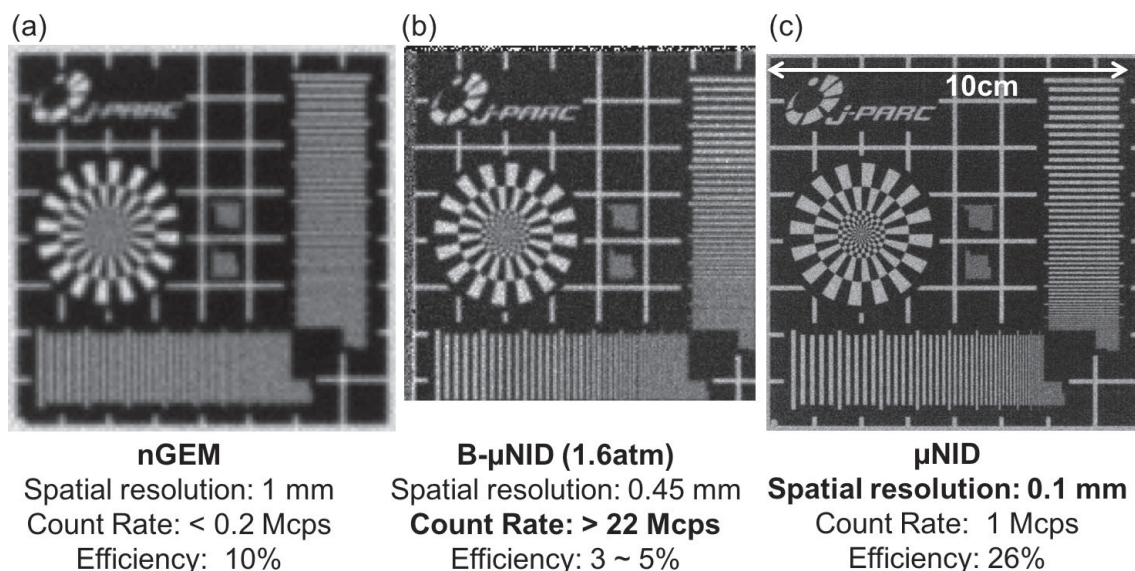 (a)
(b)
(c)
10cm
J-PARC
J-PARC
J-PARC
nGEM
Spatial resolution: 1 mm
Count Rate: < 0.2 Mcps
Efficiency: 10%
B-μNID (1.6atm)
Spatial resolution: 0.45 mm
Count Rate: > 22 Mcps
Efficiency: 3 ~ 5%
μNID
Spatial resolution: 0.1 mm
Count Rate: 1 Mcps
Efficiency: 26%